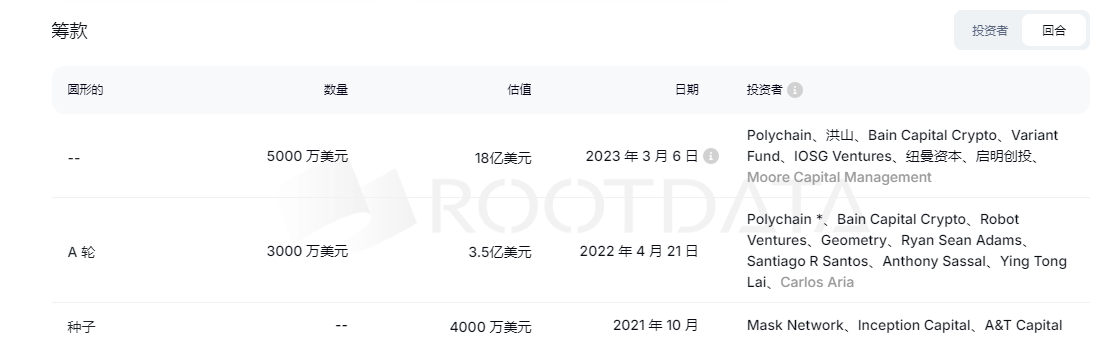 筹款
投资者 回合
圆形的 数量 估值 日期 投资者
-- 5000 万美元 18亿美元 2023 年 3 月 6 日 Polychain、洪山、Bain Capital Crypto、Variant
Fund、IOSG Ventures、纽曼资本、启明创投、
Moore Capital Management
A 轮 3000 万美元 3.5亿美元 2022 年 4 月 21 日 Polychain *、Bain Capital Crypto、Robot
Ventures、Geometry、Ryan Sean Adams、
Santiago R Santos、Anthony Sassal、Ying Tong
Lai、Carlos Aria
种子 -- 4000 万美元 2021 年 10 月 Mask Network、Inception Capital、A&T Capital
ROOTDATA